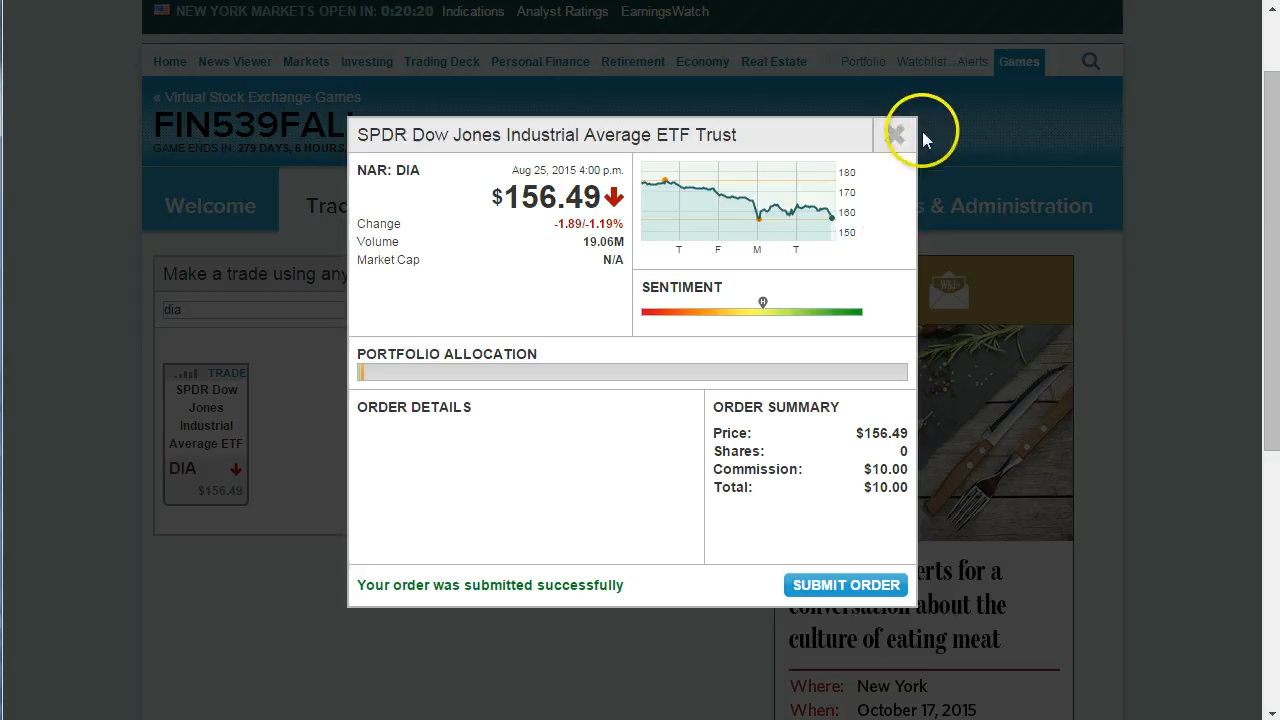 NEW YORK MARKETS OPEN IN: 0:20:20 Indications Analyst Ratings EarningsWatch
Home News Viewer Markets Investing Trading Deck Personal Finance Retirement Economy Real Estate Portfolio Watchlist Alerts Games
« Virtual Stock Exchange Games
FIN539FALL
GAME ENDS IN: 279 DAYS, 6 HOURS,
Welcome
& Administration
SPDR Dow Jones Industrial Average ETF Trust
NAR: DIA
Aug 25, 2015 4:00 p.m.
$156.49
Change -1.89/-1.19%
Volume 19.06M
Market Cap N/A
180
170
160
150
T F M T
SENTIMENT
H
PORTFOLIO ALLOCATION
ORDER DETAILS
ORDER SUMMARY
Price: $156.49
Shares: 0
Commission: $10.00
Total: $10.00
Your order was submitted successfully
SUBMIT ORDER
Make a trade using any
dia
TRADE
SPDR Dow
Jones
Industrial
Average ETF
DIA
$156.49
WSJ+
for a
about the
culture of eating meat
Where: New York
When: October 17, 2015